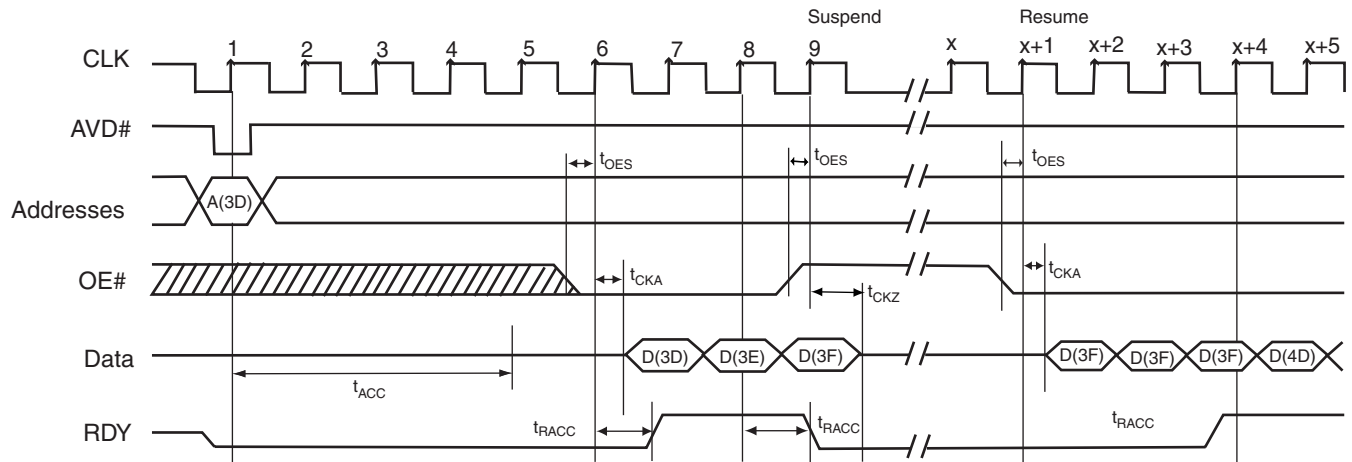 Suspend Resume
1 2 3 4 5 6 7 8 9 x x+1 x+2 x+3 x+4 x+5
CLK
AVD#
tOES tOES tOES
Addresses A(3D)
OE# tCKA tCKZ tCKA
Data D(3D) D(3E) D(3F) D(3F) D(3F) D(3F) D(4D)
tACC
RDY tRACC tRACC tRACC